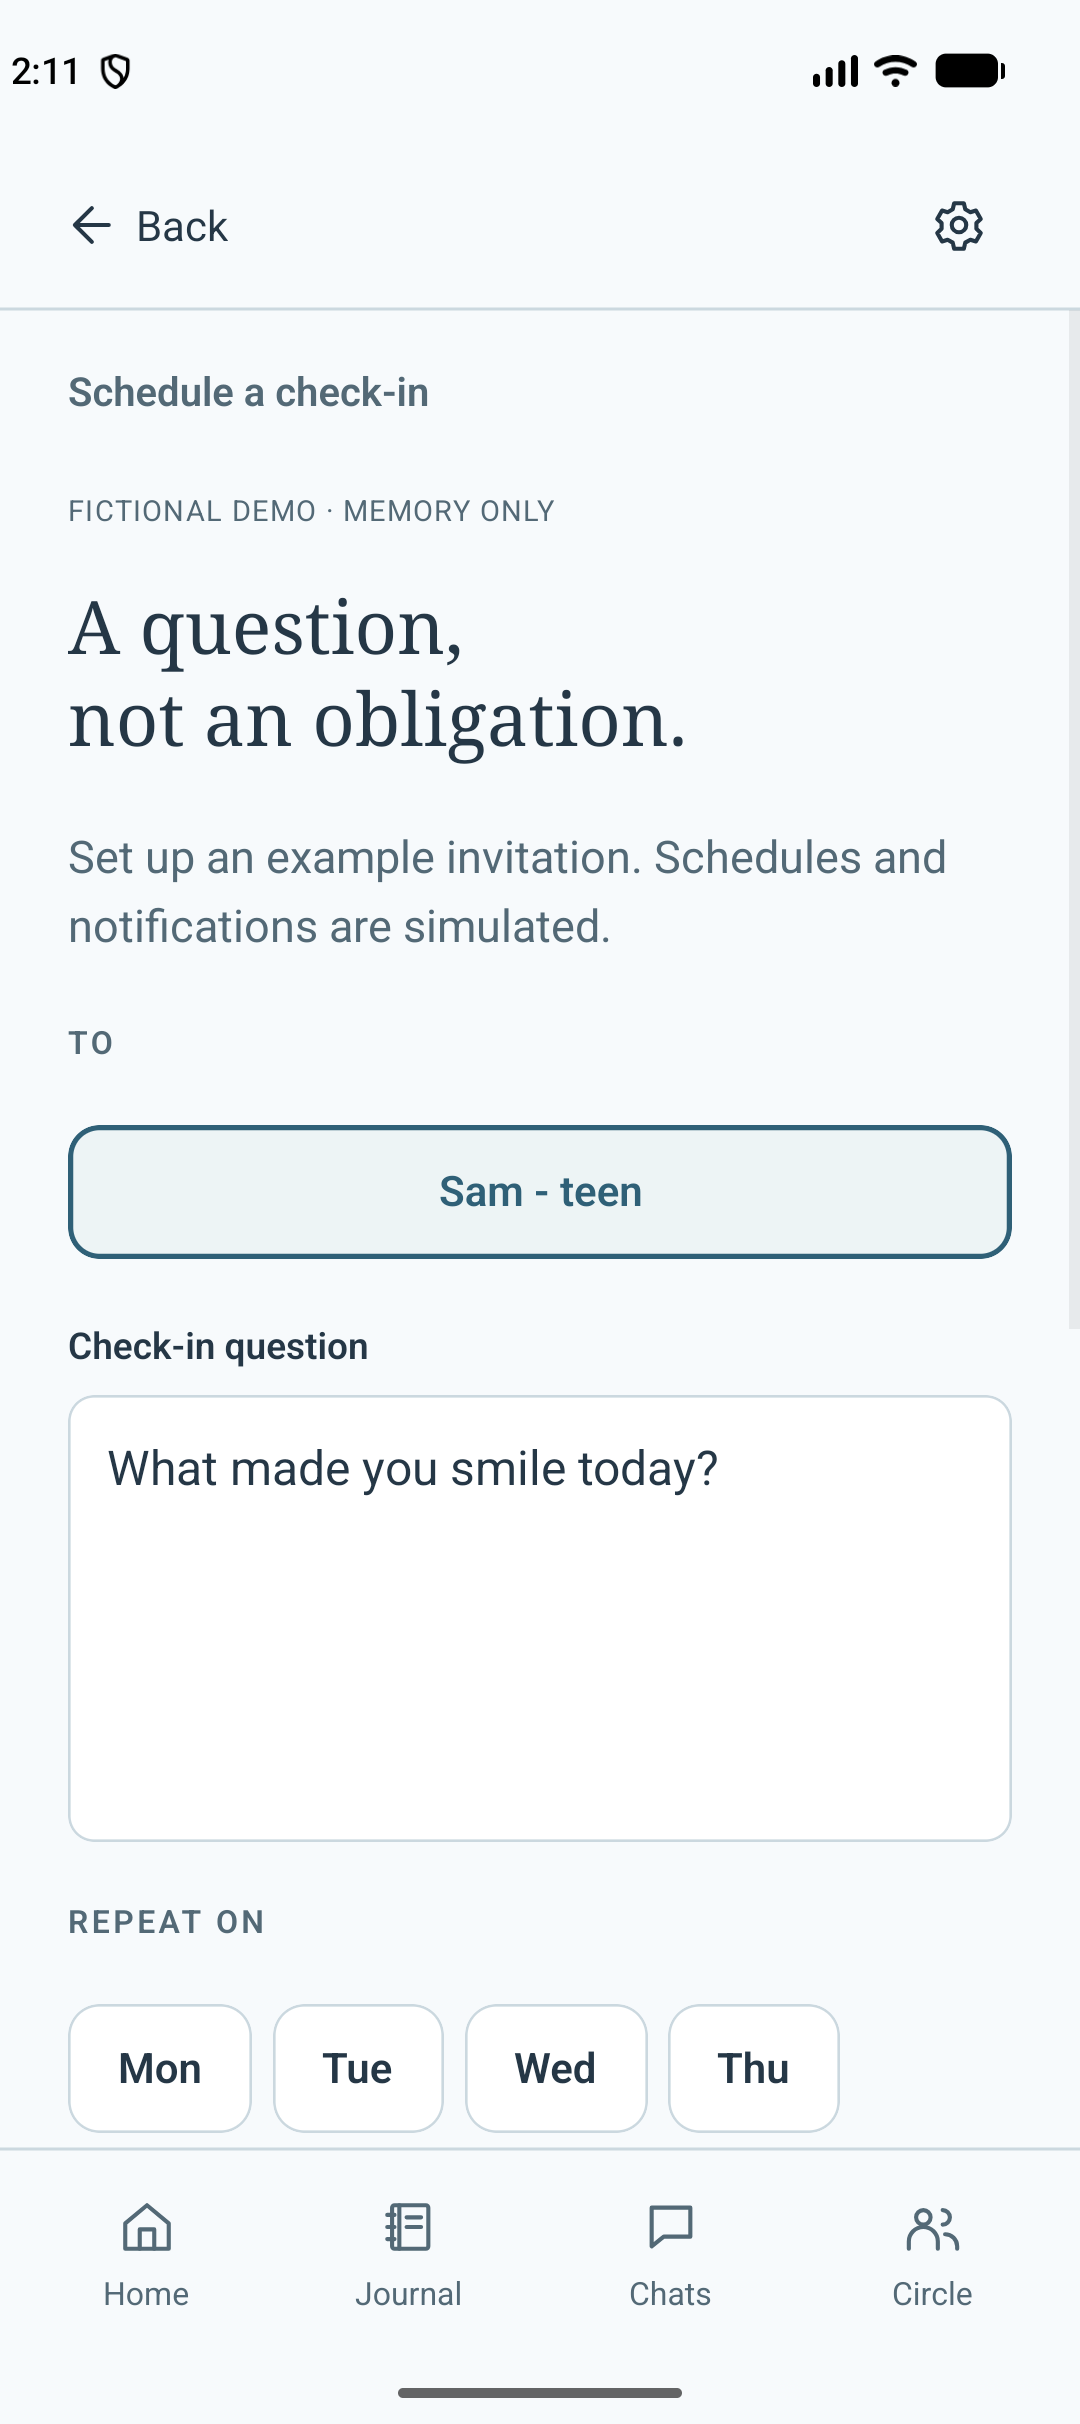 2:11
Back
Schedule a check-in
FICTIONAL DEMO · MEMORY ONLY
A question,
not an obligation.
Set up an example invitation. Schedules and
notifications are simulated.
TO
Sam - teen
Check-in question
What made you smile today?
REPEAT ON
Mon Tue Wed Thu
Home Journal Chats Circle